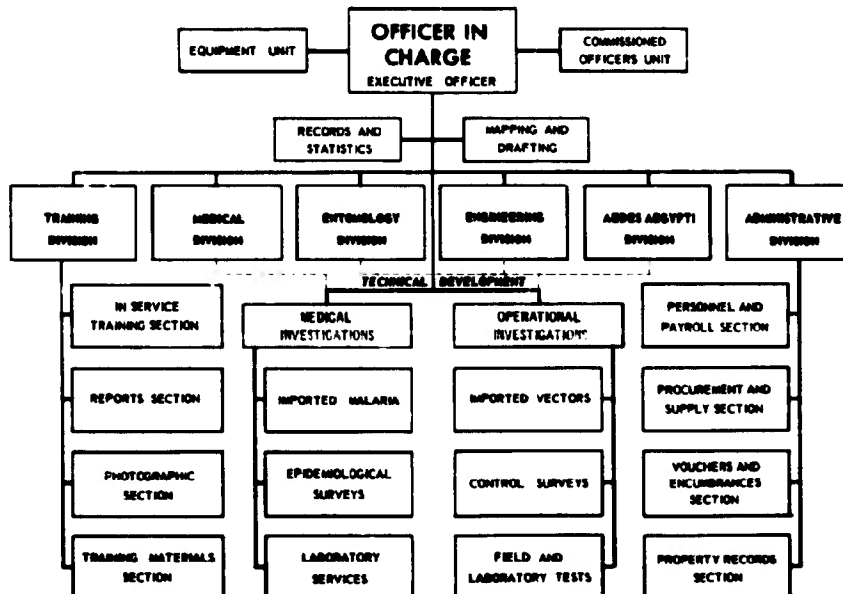 OFFICER IN
CHARGE
EXECUTIVE OFFICER
EQUIPMENT UNIT
COMMISSIONED
OFFICERS UNIT
RECORDS AND
STATISTICS
MAPPING AND
DRAFTING
TRAINING
DIVISION
MEDICAL
DIVISION
ENTOMOLOGY
DIVISION
ENGINEERING
DIVISION
AEDES AEGYPTI
DIVISION
ADMINISTRATIVE
DIVISION
TECHNICAL DEVELOPMENT
IN SERVICE
TRAINING SECTION
MEDICAL
INVESTIGATIONS
OPERATIONAL
INVESTIGATIONS
PERSONNEL AND
PAYROLL SECTION
REPORTS SECTION
IMPORTED MALARIA
IMPORTED VECTORS
PROCUREMENT AND
SUPPLY SECTION
PHOTOGRAPHIC
SECTION
EPIDEMIOLOGICAL
SURVEYS
CONTROL SURVEYS
VOUCHERS AND
ENCUMBRANCES
SECTION
TRAINING MATERIALS
SECTION
LABORATORY
SERVICES
FIELD AND
LABORATORY TESTS
PROPERTY RECORDS
SECTION